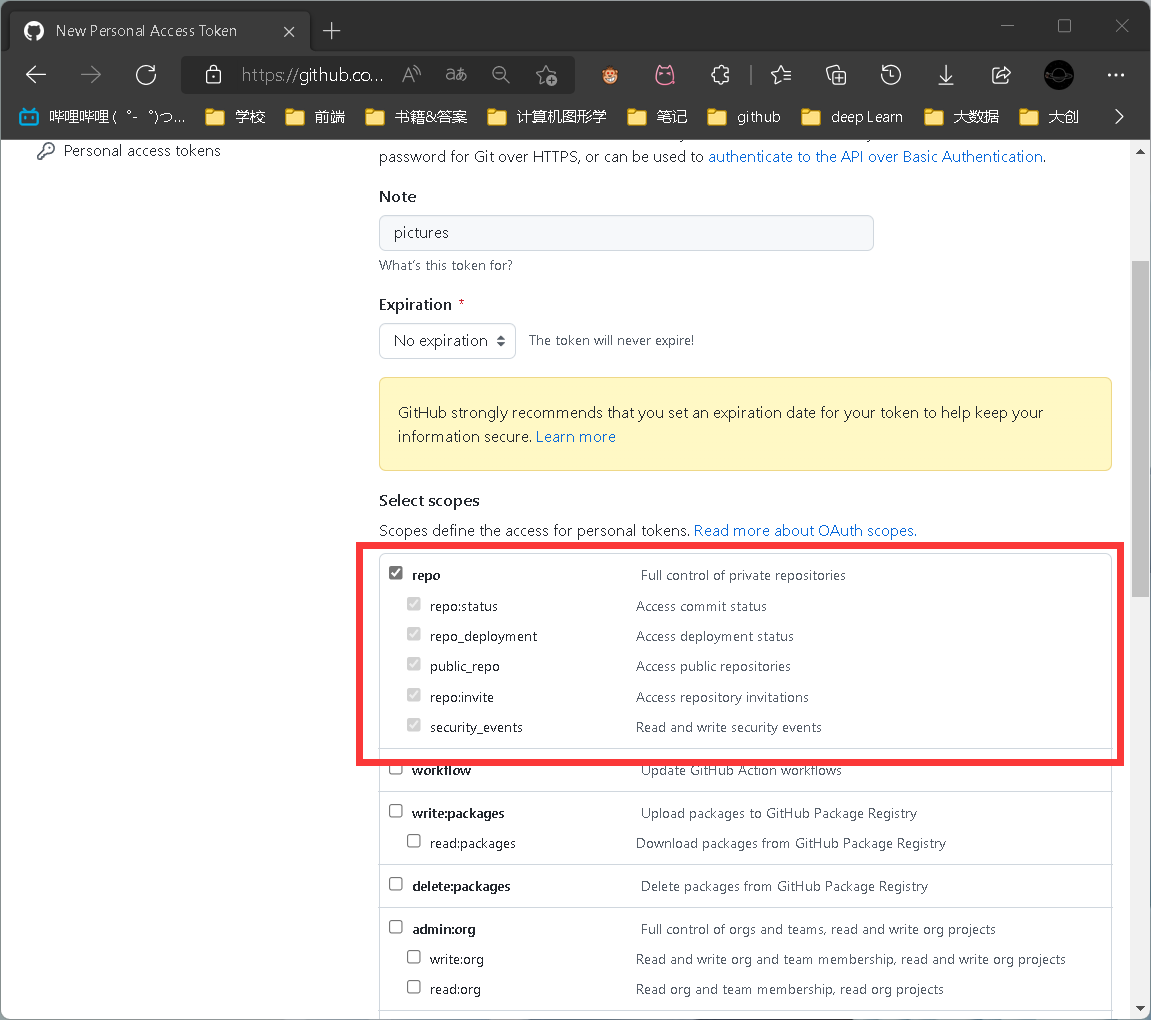 New Personal Access Token
https://github.co...
哔哩哔哩 (゜-゜)つ... 学校 前端 书籍&答案 计算机图形学 笔记 github deep Learn 大数据 大创
Personal access tokens
password for Git over HTTPS, or can be used to authenticate to the API over Basic Authentication.
Note
pictures
What's this token for?
Expiration *
No expiration The token will never expire!
GitHub strongly recommends that you set an expiration date for your token to help keep your
information secure. Learn more
Select scopes
Scopes define the access for personal tokens. Read more about OAuth scopes.
repo Full control of private repositories
repo:status Access commit status
repo_deployment Access deployment status
public_repo Access public repositories
repo:invite Access repository invitations
security_events Read and write security events
workflow Update GitHub Action workflows
write:packages Upload packages to GitHub Package Registry
read:packages Download packages from GitHub Package Registry
delete:packages Delete packages from GitHub Package Registry
admin:org Full control of orgs and teams, read and write org projects
write:org Read and write org and team membership, read and write org projects
read:org Read org and team membership, read org projects